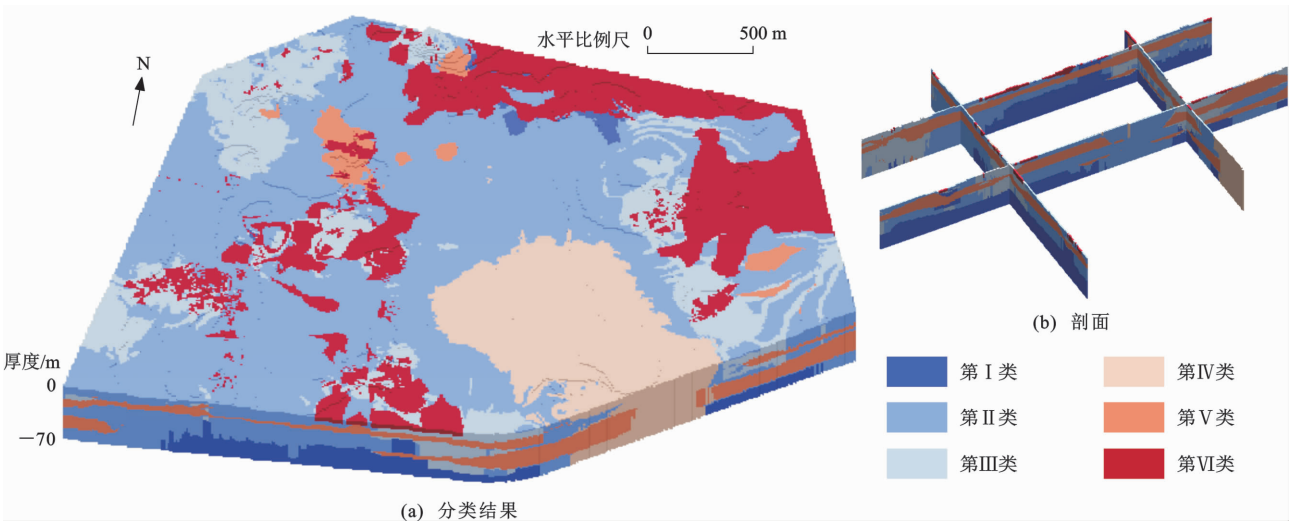 水平比例尺 0 500 m
N
厚度/m
0
－70
(a) 分类结果
(b) 剖面
第Ⅰ类
第Ⅱ类
第Ⅲ类
第Ⅳ类
第Ⅴ类
第Ⅵ类